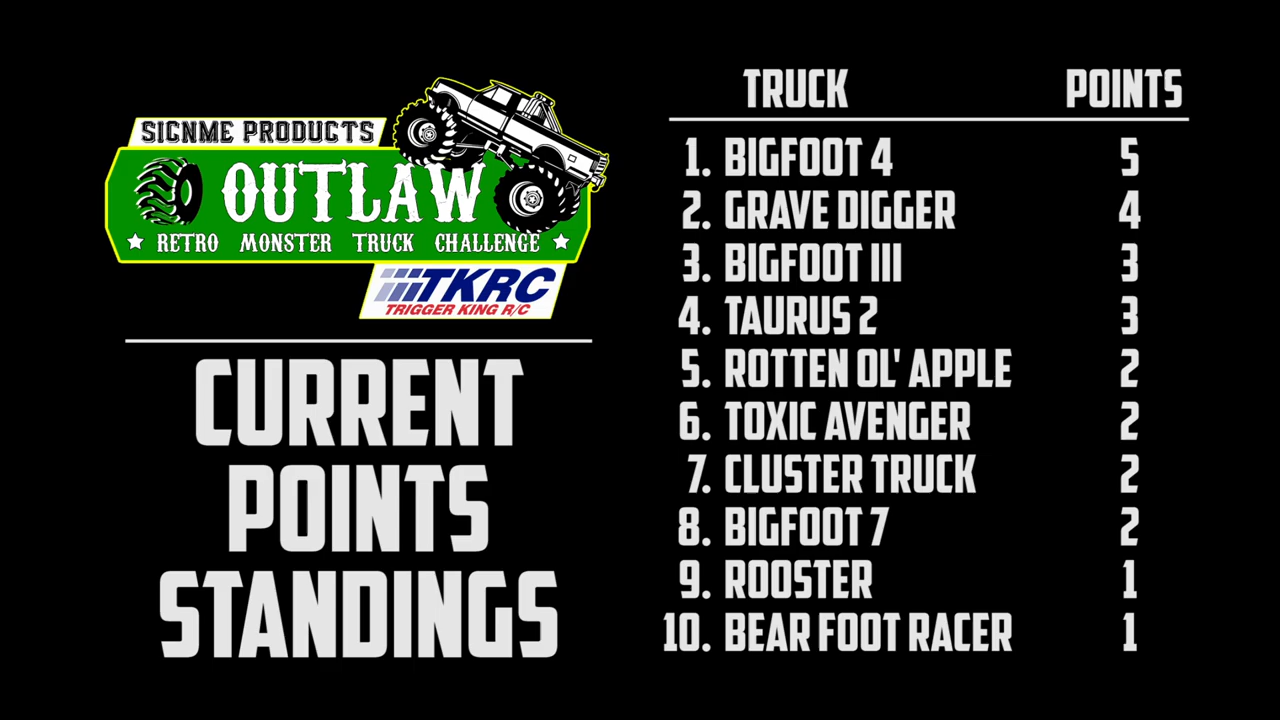 SICNME PRODUCTS
OUTLAW
RETRO MONSTER TRUCK CHALLENGE
TKRC
TRIGGER KING R/C
CURRENT
POINTS
STANDINGS
TRUCK POINTS
1. BIGFOOT 4 5
2. GRAVE DIGGER 4
3. BIGFOOT III 3
4. TAURUS 2 3
5. ROTTEN OL' APPLE 2
6. TOXIC AVENGER 2
7. CLUSTER TRUCK 2
8. BIGFOOT 7 2
9. ROOSTER 1
10. BEAR FOOT RACER 1